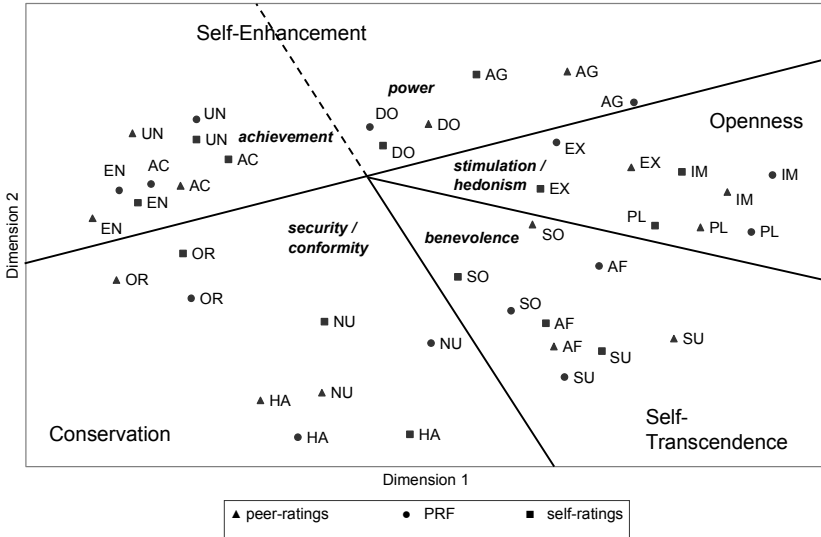 Self-Enhancement
power
AG
AG
AG
Openness
UN
UN
UN
achievement
DO
DO
DO
EN
AC
AC
AC
EN
EN
stimulation /
hedonism
EX
EX
EX
IM
IM
IM
PL
PL
PL
security /
conformity
benevolence
SO
SO
SO
OR
OR
OR
AF
AF
AF
NU
NU
NU
SU
SU
SU
HA
HA
HA
Conservation
Self-
Transcendence
Dimension 2
Dimension 1
peer-ratings
PRF
self-ratings